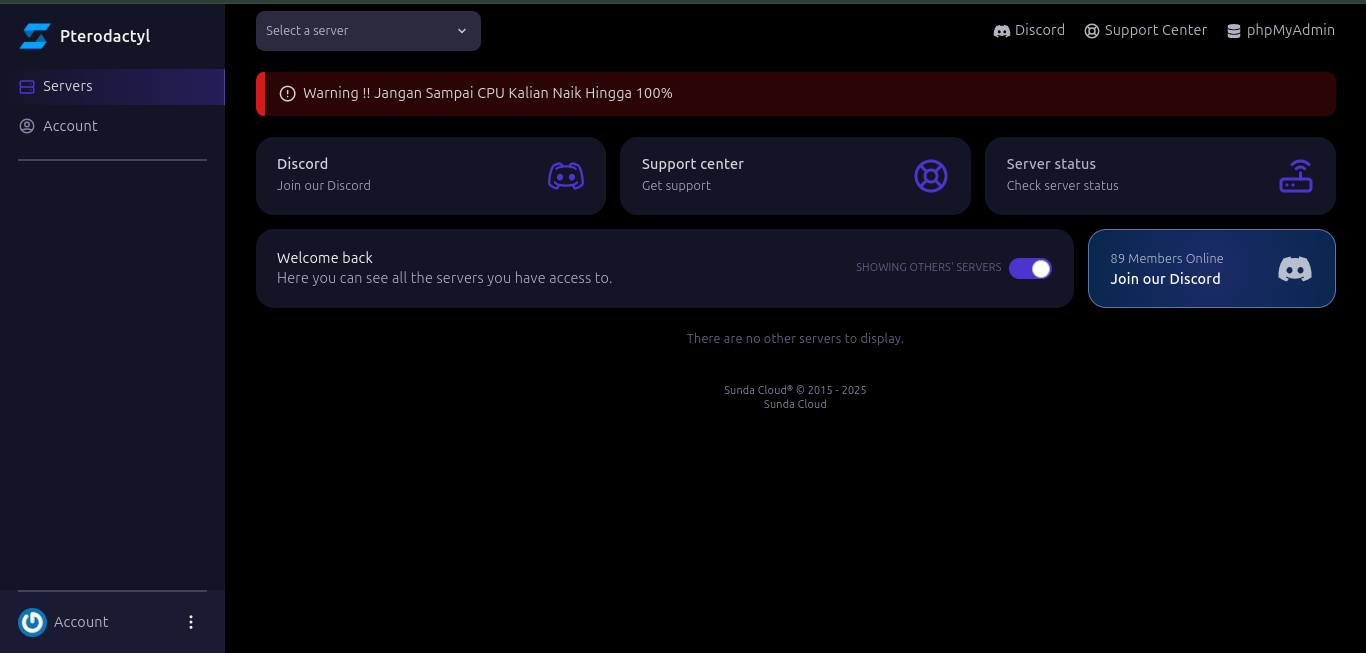 Pterodactyl
Servers
Account
Select a server
Discord
Support Center
phpMyAdmin
Warning !! Jangan Sampai CPU Kalian Naik Hingga 100%
Discord
Join our Discord
Support center
Get support
Server status
Check server status
Welcome back
Here you can see all the servers you have access to.
SHOWING OTHERS' SERVERS
89 Members Online
Join our Discord
There are no other servers to display.
Sunda Cloud® © 2015 - 2025
Sunda Cloud
Account